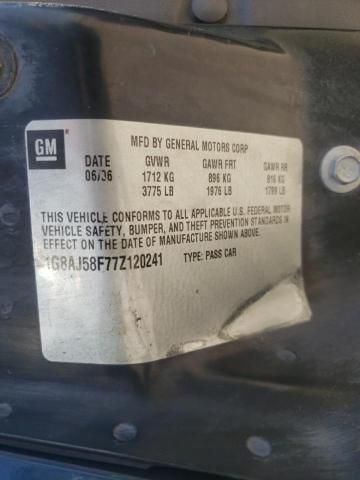 GM
MFD BY GENERAL MOTORS CORP
DATE GVWR GAWR FRT GAWR RR
06/06 1712 KG 896 KG 816 KG
3775 LB 1976 LB 1799 LB
THIS VEHICLE CONFORMS TO ALL APPLICABLE U.S. FEDERAL MOTOR
VEHICLE SAFETY, BUMPER, AND THEFT PREVENTION STANDARDS IN
EFFECT ON THE DATE OF MANUFACTURE SHOWN ABOVE.
1G8AJ58F77Z120241 TYPE: PASS CAR